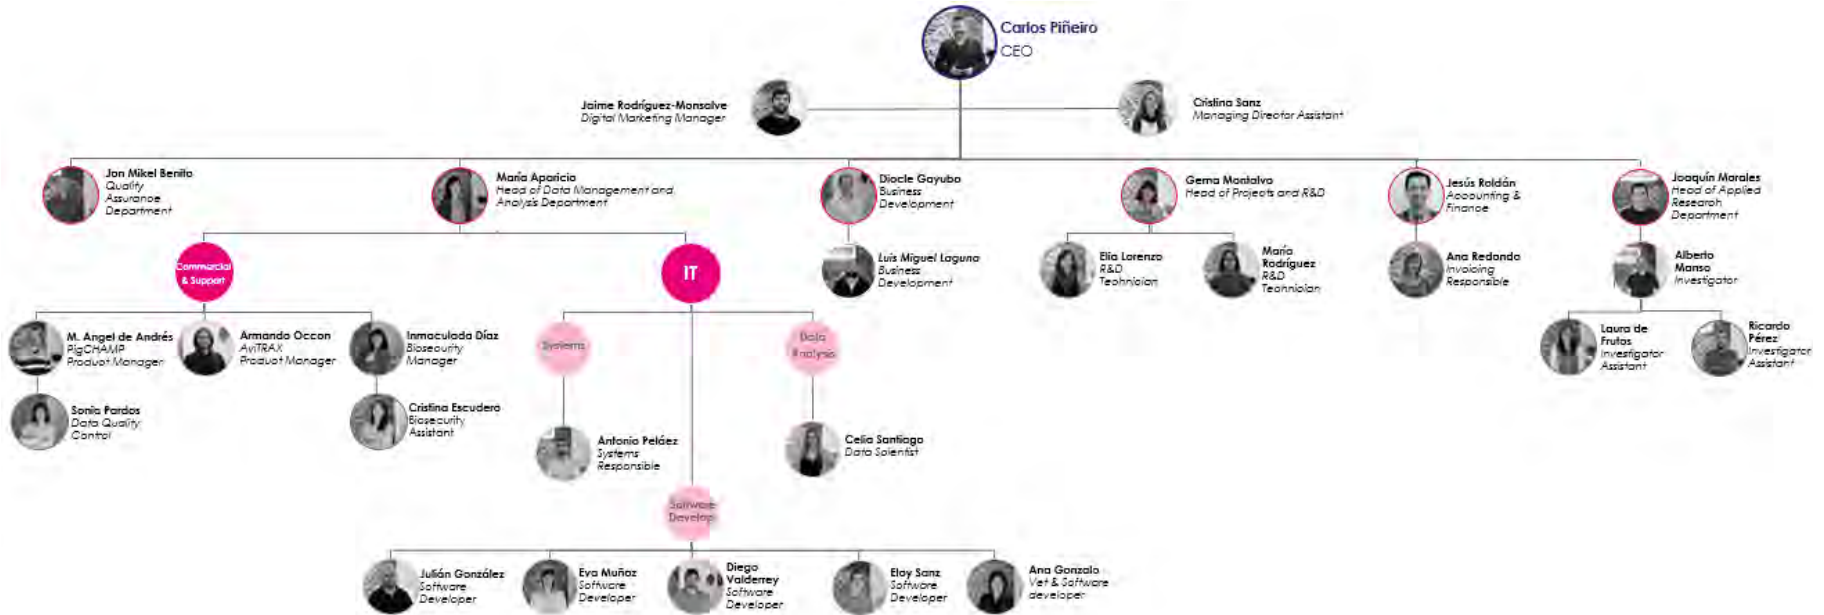 Carlos Piñeiro
CEO
Jaime Rodríguez-Monsalve
Digital Marketing Manager
Cristina Sanz
Managing Director Assistant
Jon Mikel Benito
Quality
Assurance
Department
María Aparicio
Head of Data Management and
Analysis Department
Diocle Gayubo
Business
Development
Gema Montalvo
Head of Projects and R&D
Jesús Roldán
Accounting &
Finance
Joaquín Morales
Head of Applied
Research
Department
Commercial
& Support
IT
Luis Miguel Laguna
Business
Development
Elia Lorenzo
R&D
Technician
María
Rodríguez
R&D
Technician
Ana Redondo
Invoicing
Responsible
Alberto
Manso
Investigator
M. Angel de Andrés
PigCHAMP
Product Manager
Armando Occon
AviTRAX
Product Manager
Inmaculada Díaz
Biosecurity
Manager
Systems
Data
Analysis
Laura de
Frutos
Investigator
Assistant
Ricardo
Pérez
Investigator
Assistant
Sonia Pardos
Data Quality
Control
Cristina Escudero
Biosecurity
Assistant
Antonio Peláez
Systems
Responsible
Celia Santiago
Data Scientist
Software
Develop
Julián González
Software
Developer
Eva Muñoz
Software
Developer
Diego
Valderrey
Software
Developer
Eloy Sanz
Software
Developer
Ana Gonzalo
Vet & Software
developer